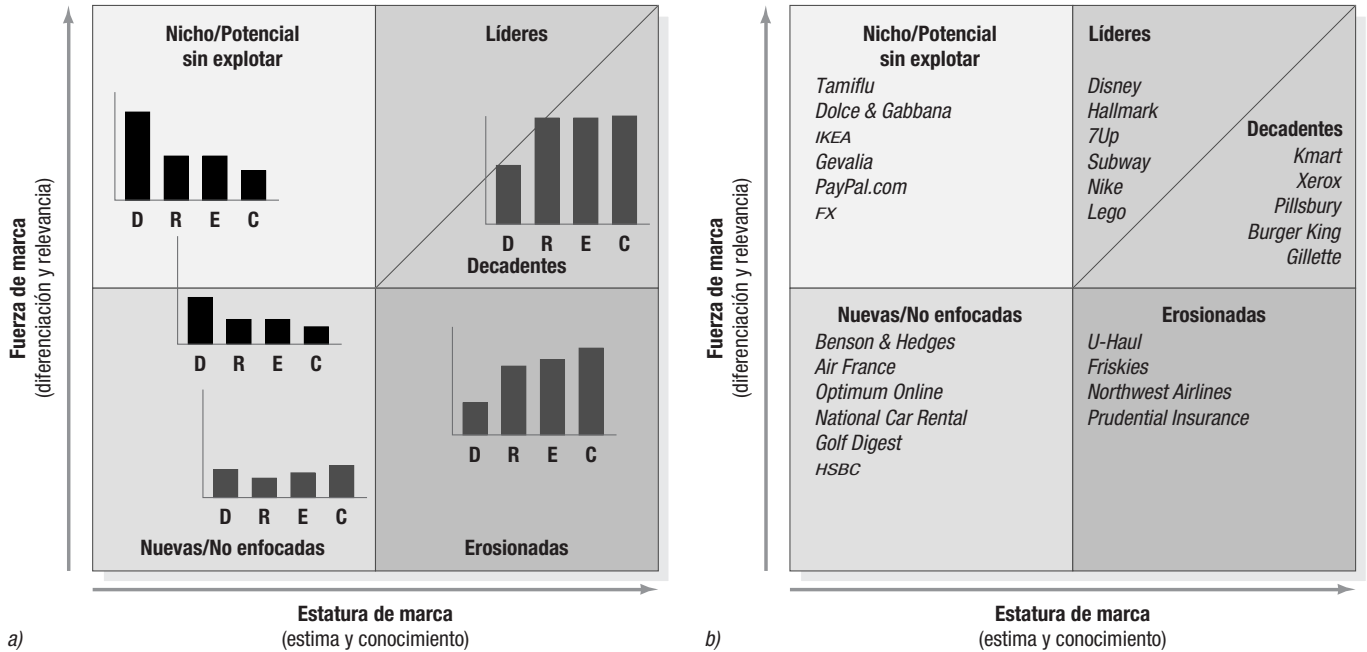 Nicho/Potencial
sin explotar
Líderes
D R E C
D R E C
Decadentes
D R E C
D R E C
D R E C
Nuevas/No enfocadas
Erosionadas
Fuerza de marca
(diferenciación y relevancia)
Estatura de marca
(estima y conocimiento)
a)
Nicho/Potencial
sin explotar
Tamiflu
Dolce & Gabbana
IKEA
Gevalia
PayPal.com
FX
Líderes
Disney
Hallmark
7Up
Subway
Nike
Lego
Decadentes
Kmart
Xerox
Pillsbury
Burger King
Gillette
Nuevas/No enfocadas
Benson & Hedges
Air France
Optimum Online
National Car Rental
Golf Digest
HSBC
Erosionadas
U-Haul
Friskies
Northwest Airlines
Prudential Insurance
Fuerza de marca
(diferenciación y relevancia)
Estatura de marca
(estima y conocimiento)
b)